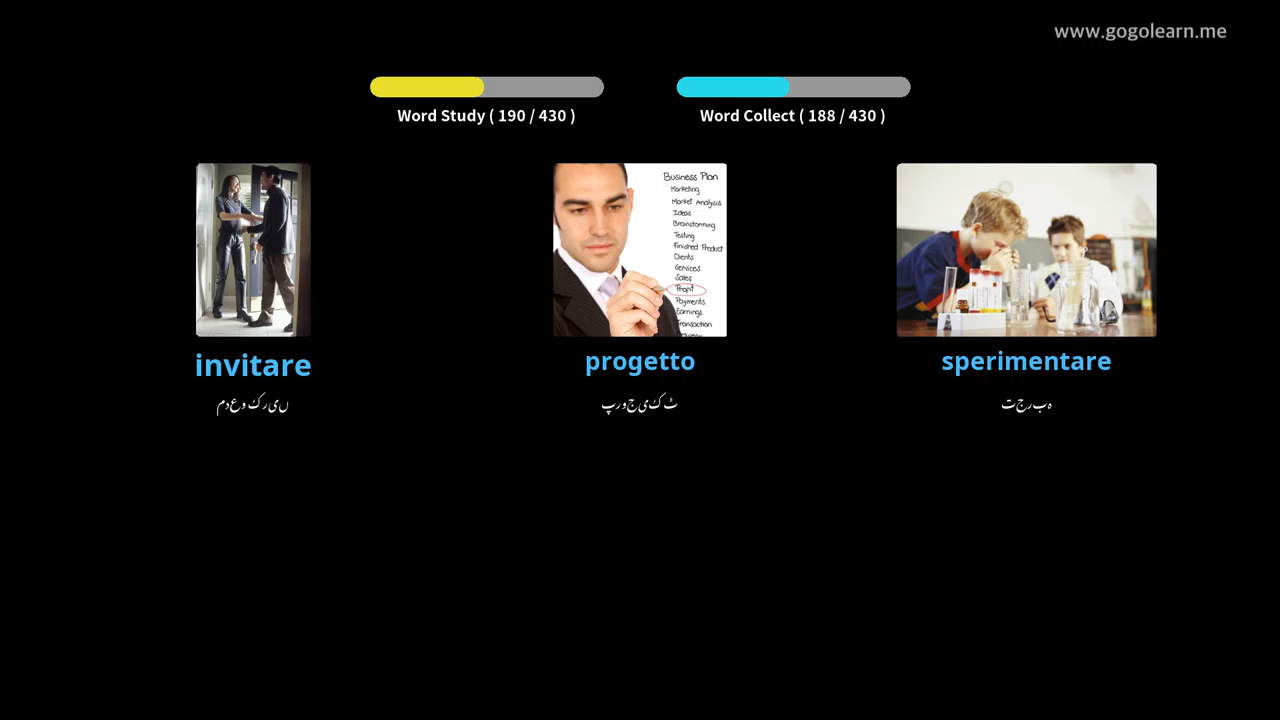 www.gogolearn.me
Word Study ( 190 / 430 )
Word Collect ( 188 / 430 )
Business Plan
Marketing
Market Analysis
Ideas
Brainstorming
Testing
Finished Product
Clients
Services
Sales
Profit
Payments
Earnings
Transaction
invitare
مدعو کریں
progetto
پروجیکٹ
sperimentare
تجربہ